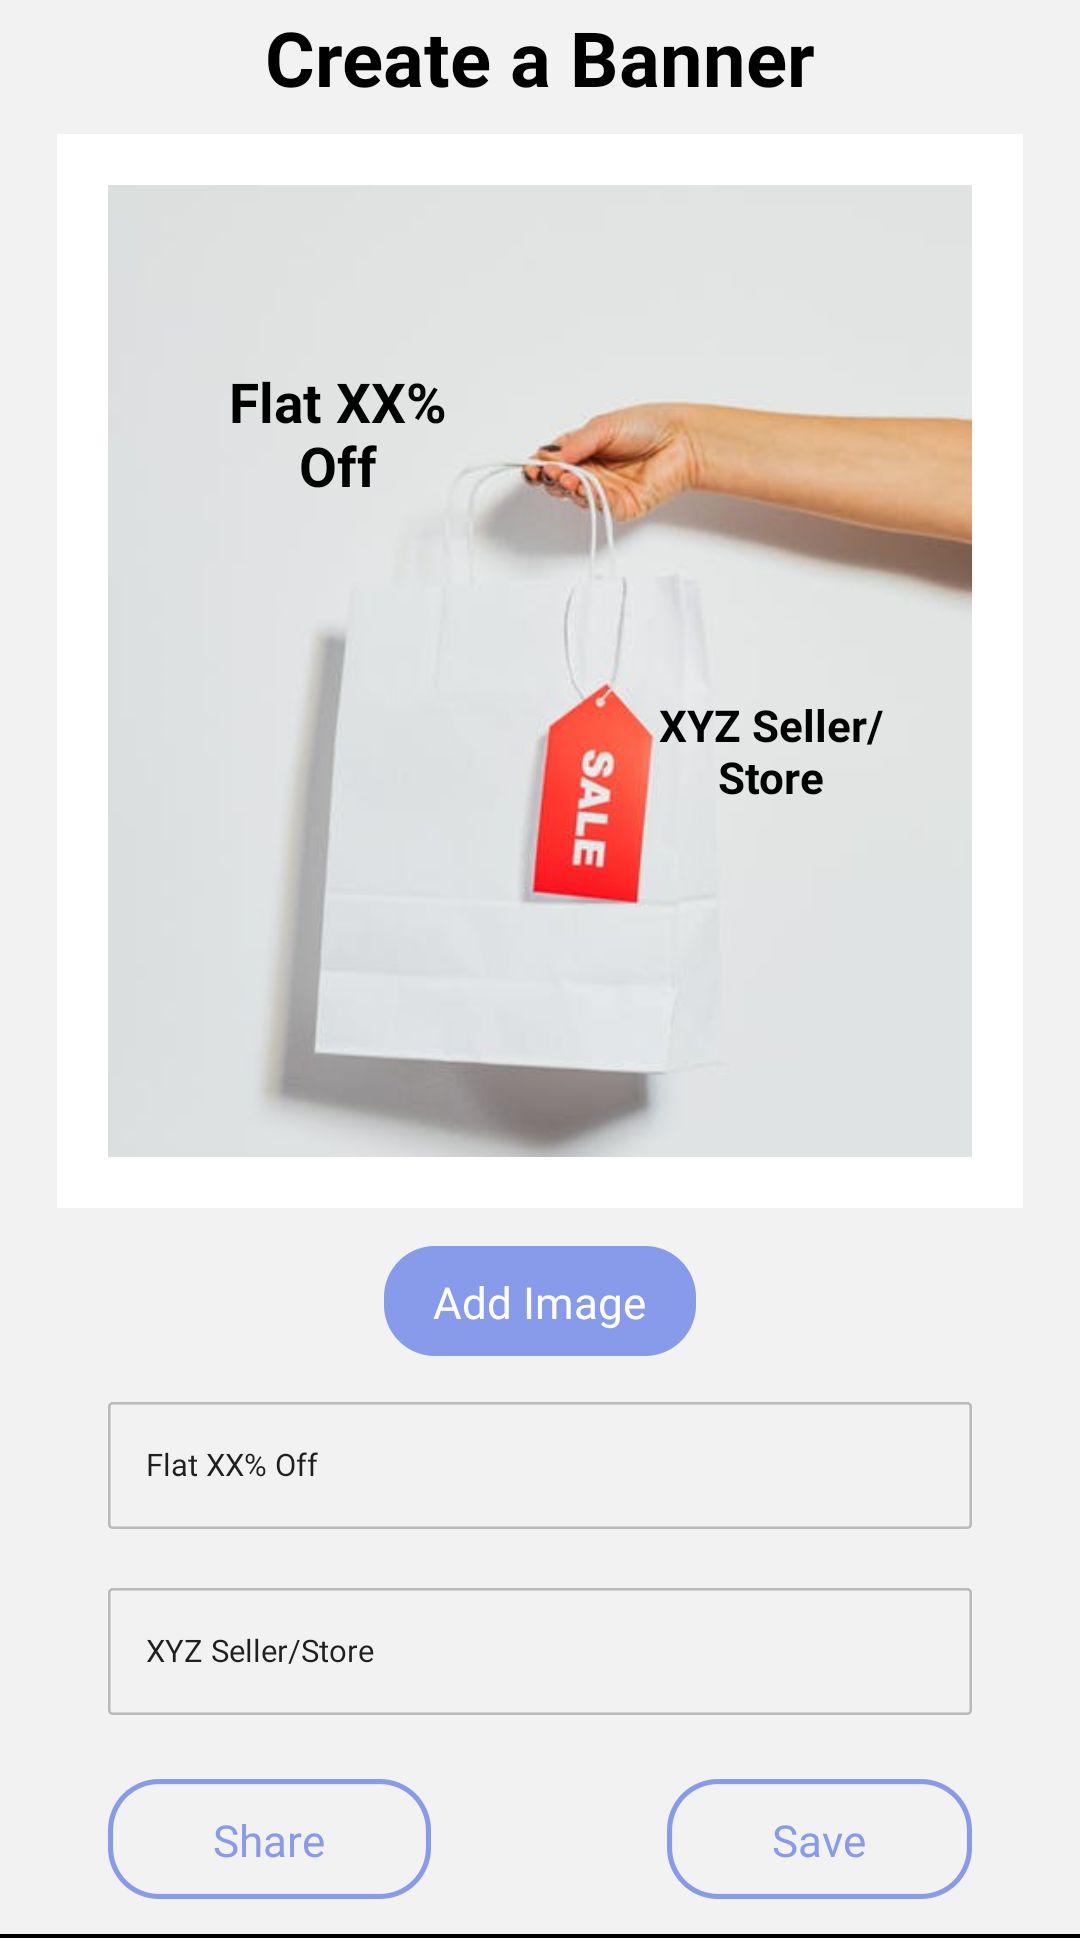 Create a Banner
Flat XX%
Off
XYZ Seller/
Store
SALE
Add Image
Flat XX% Off
XYZ Seller/Store
Share
Save